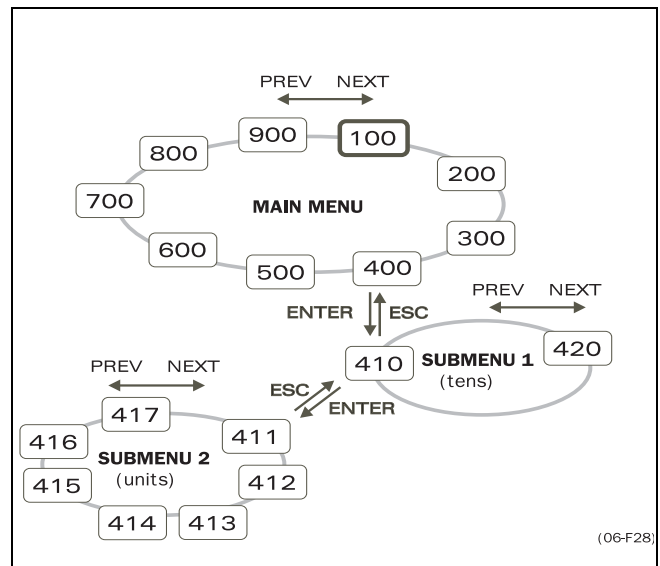 PREV NEXT
900 100
800 200
700 MAIN MENU
600 300
500 400
PREV NEXT
ENTER ESC
410 SUBMENU 1 420
(tens)
PREV NEXT
ESC
ENTER
417
416 411
SUBMENU 2
415 (units) 412
414 413
(06-F28)